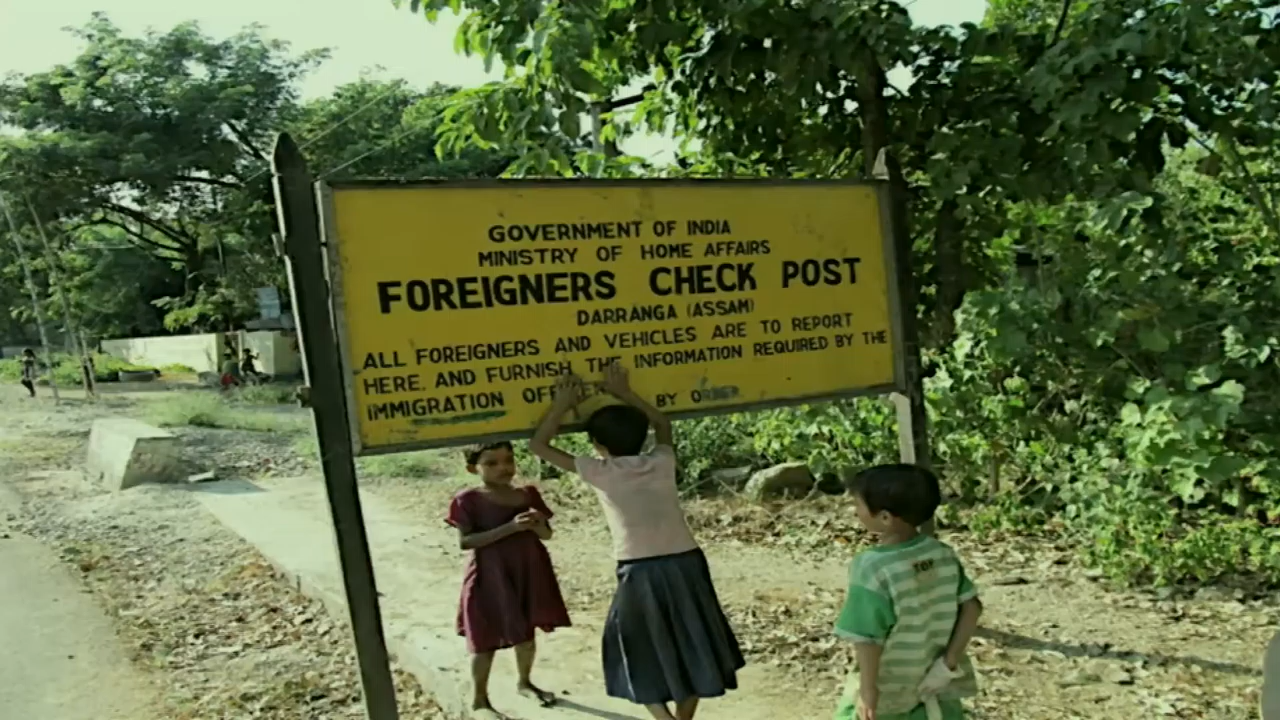 GOVERNMENT OF INDIA
MINISTRY OF HOME AFFAIRS
FOREIGNERS CHECK POST
DARRANGA (ASSAM)
ALL FOREIGNERS AND VEHICLES ARE TO REPORT
HERE. AND FURNISH THE INFORMATION REQUIRED BY THE
IMMIGRATION BY ORDER